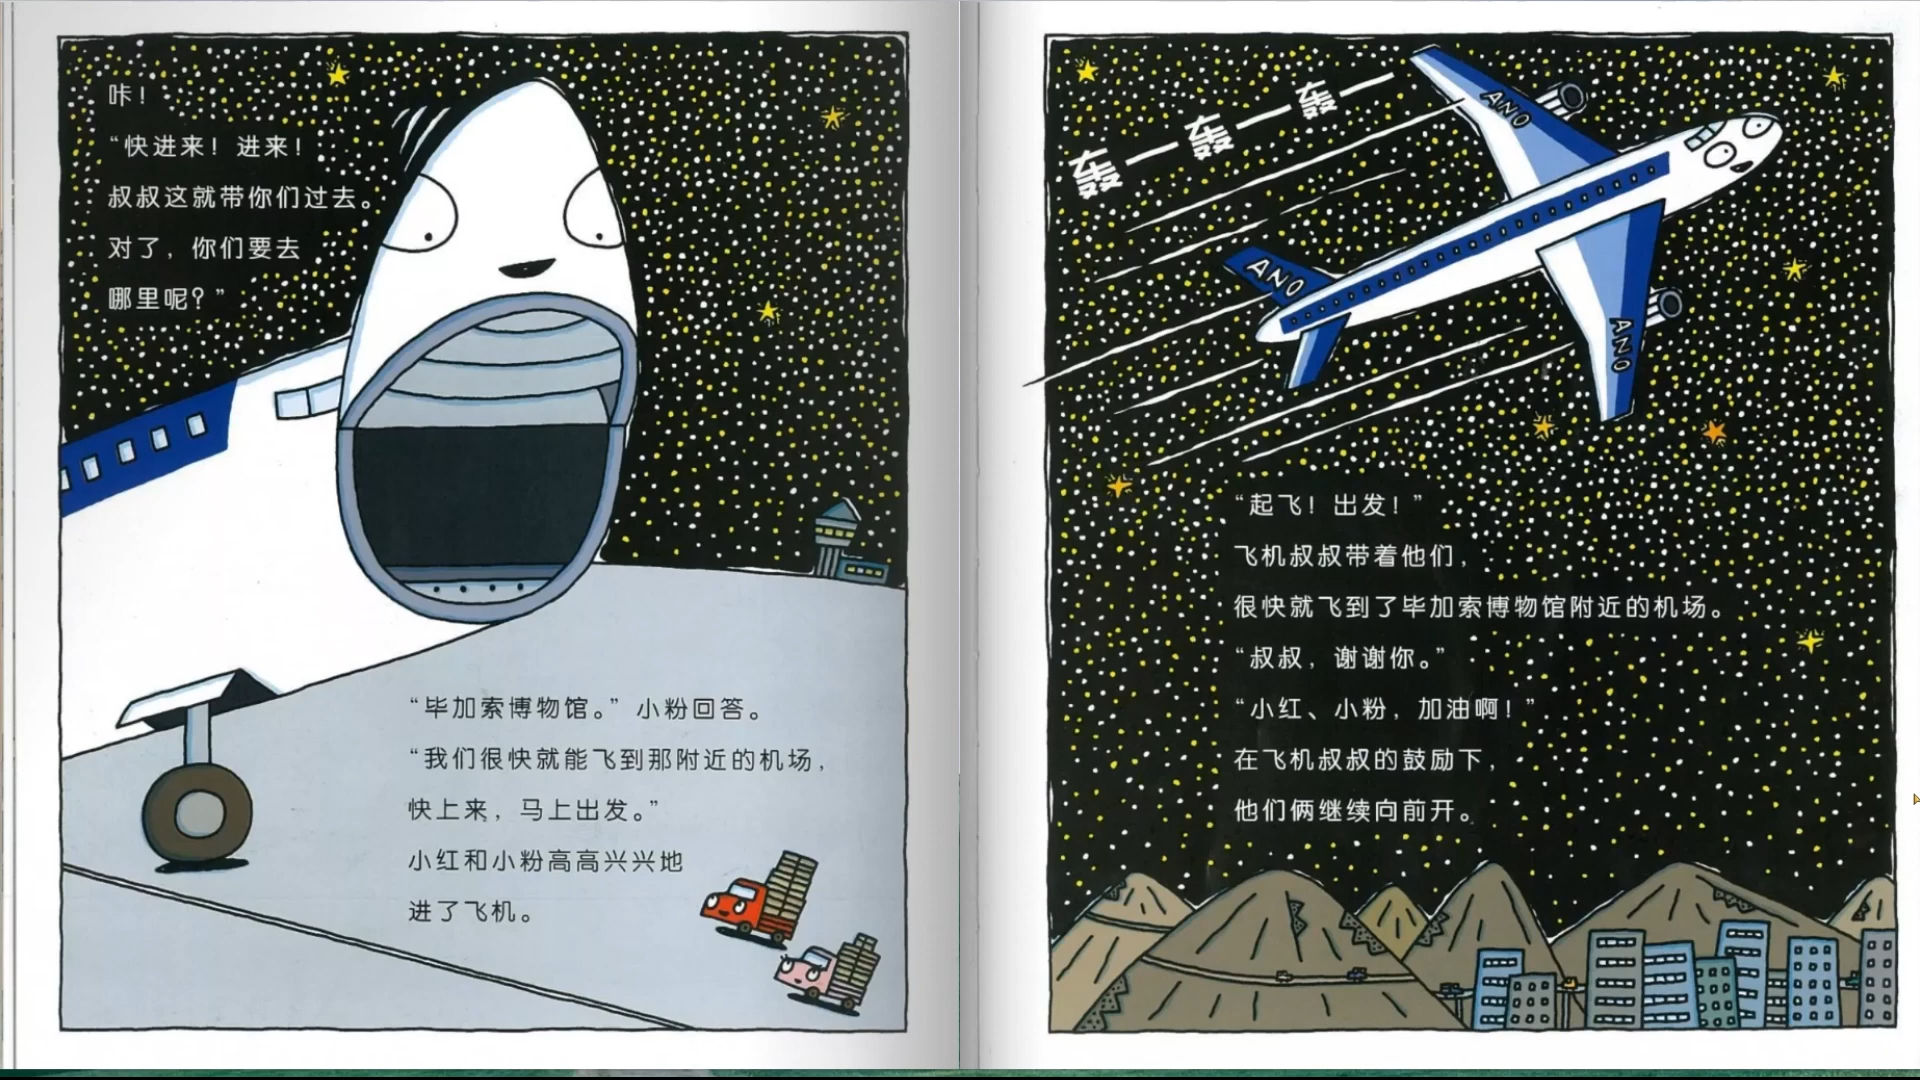 咔！
“快进来！进来！
叔叔这就带你们过去。
对了，你们要去
哪里呢？”
“毕加索博物馆。”小粉回答。
“我们很快就能飞到那附近的机场，
快上来，马上出发。”
小红和小粉高高兴兴地
进了飞机。
轰—轰—轰—
ANO
ANO
ANO
“起飞！出发！”
飞机叔叔带着他们，
很快就飞到了毕加索博物馆附近的机场。
“叔叔，谢谢你。”
“小红、小粉，加油啊！”
在飞机叔叔的鼓励下，
他们俩继续向前开。